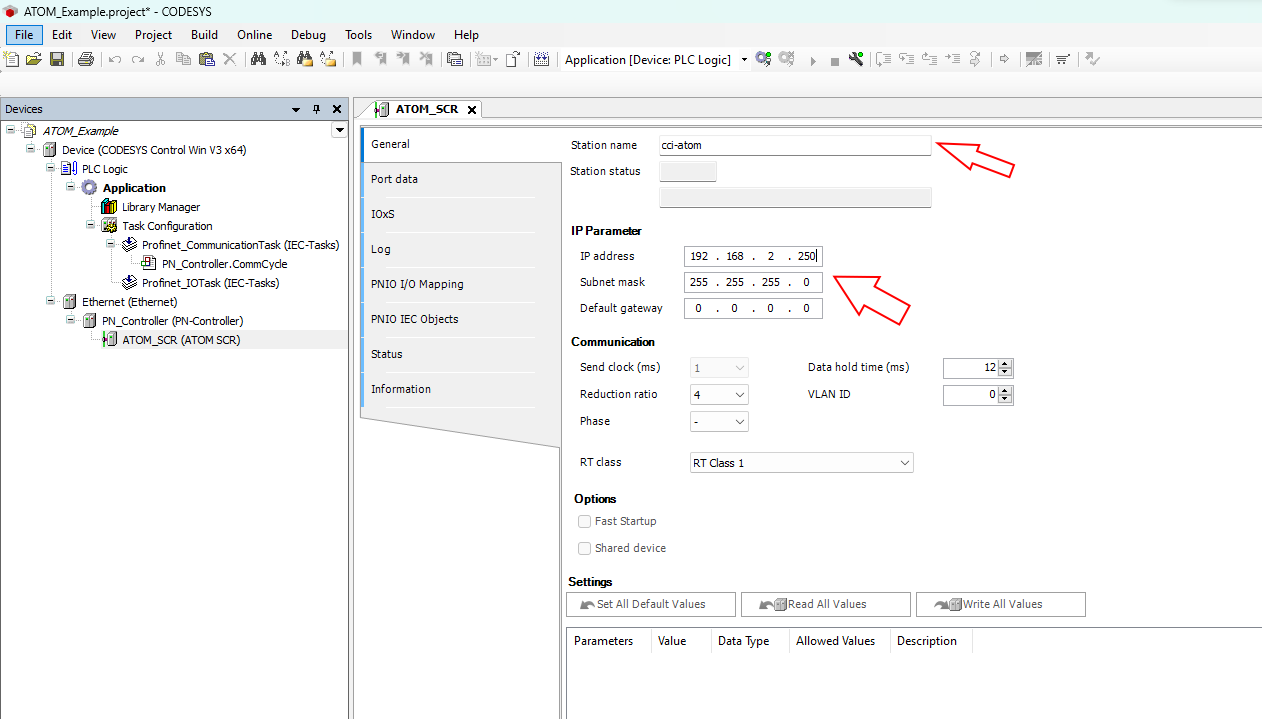 ATOM_Example.project* - CODESYS
File Edit View Project Build Online Debug Tools Window Help
Application [Device: PLC Logic]
Devices
ATOM_Example
Device (CODESYS Control Win V3 x64)
PLC Logic
Application
Library Manager
Task Configuration
Profinet_CommunicationTask (IEC-Tasks)
PN_Controller.CommCycle
Profinet_IOTask (IEC-Tasks)
Ethernet (Ethernet)
PN_Controller (PN-Controller)
ATOM_SCR (ATOM SCR)
ATOM_SCR
General
Port data
IOxS
Log
PNIO I/O Mapping
PNIO IEC Objects
Status
Information
Station name cci-atom
Station status
IP Parameter
IP address 192 . 168 . 2 . 250
Subnet mask 255 . 255 . 255 . 0
Default gateway 0 . 0 . 0 . 0
Communication
Send clock (ms) 1 Data hold time (ms) 12
Reduction ratio 4 VLAN ID 0
Phase -
RT class RT Class 1
Options
Fast Startup
Shared device
Settings
Set All Default Values Read All Values Write All Values
Parameters Value Data Type Allowed Values Description